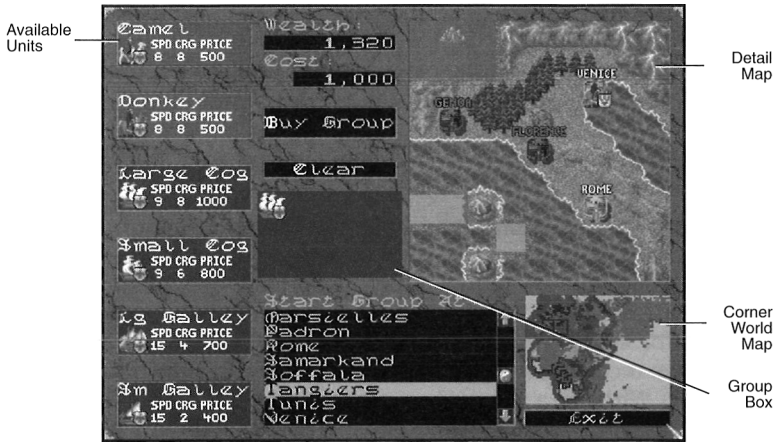 Available
Units
Camel
SPD CRG PRICE
8 8 500
Donkey
SPD CRG PRICE
8 8 500
Large Cog
SPD CRG PRICE
9 8 1000
Small Cog
SPD CRG PRICE
9 6 800
Lg Galley
SPD CRG PRICE
15 4 700
Sm Galley
SPD CRG PRICE
15 2 400
Wealth:
1,320
Cost:
1,000
Buy Group
Clear
Start Group At
Marsielles
Padron
Rome
Samarkand
Soffala
Tangiers
Tunis
Venice
VENICE
GENOA
FLORENCE
ROME
Exit
Detail
Map
Corner
World
Map
Group
Box